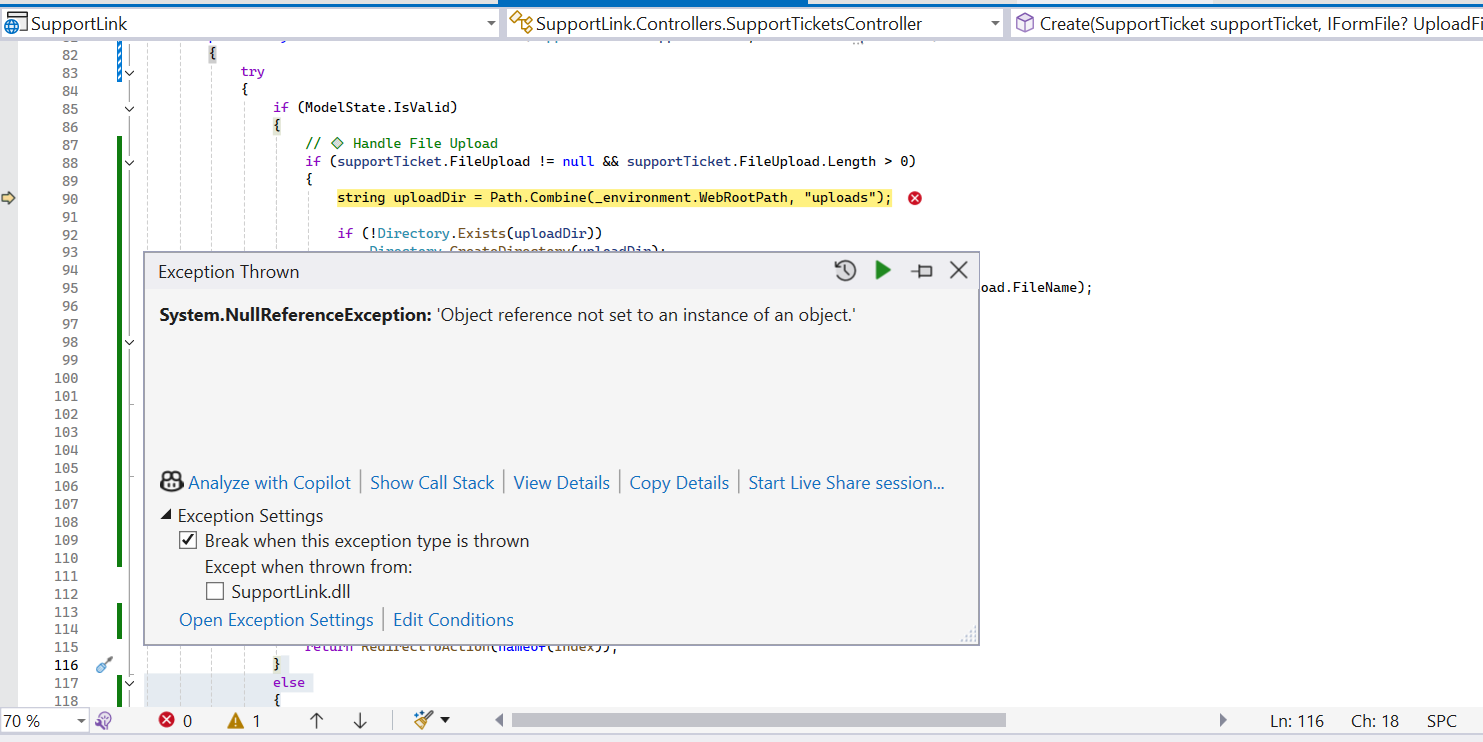 SupportLink
SupportLink.Controllers.SupportTicketsController
Create(SupportTicket supportTicket, IFormFile? UploadFi
82 {
83 try
84 {
85 if (ModelState.IsValid)
86 {
87 // Handle File Upload
88 if (supportTicket.FileUpload != null && supportTicket.FileUpload.Length > 0)
89 {
90 string uploadDir = Path.Combine(_environment.WebRootPath, "uploads");
91
92 if (!Directory.Exists(uploadDir))
93 Directory.CreateDirectory(uploadDir);
94
95 oad.FileName);
96
97
98
99
100
101
102
103
104
105
106
107
108
109
110
111
112
113
114
Exception Thrown
System.NullReferenceException: 'Object reference not set to an instance of an object.'
Analyze with Copilot | Show Call Stack | View Details | Copy Details | Start Live Share session...
Exception Settings
Break when this exception type is thrown
Except when thrown from:
SupportLink.dll
Open Exception Settings | Edit Conditions
115 return RedirectToAction(nameof(Index));
116 }
117 else
118 {
70 % 0 1 Ln: 116 Ch: 18 SPC